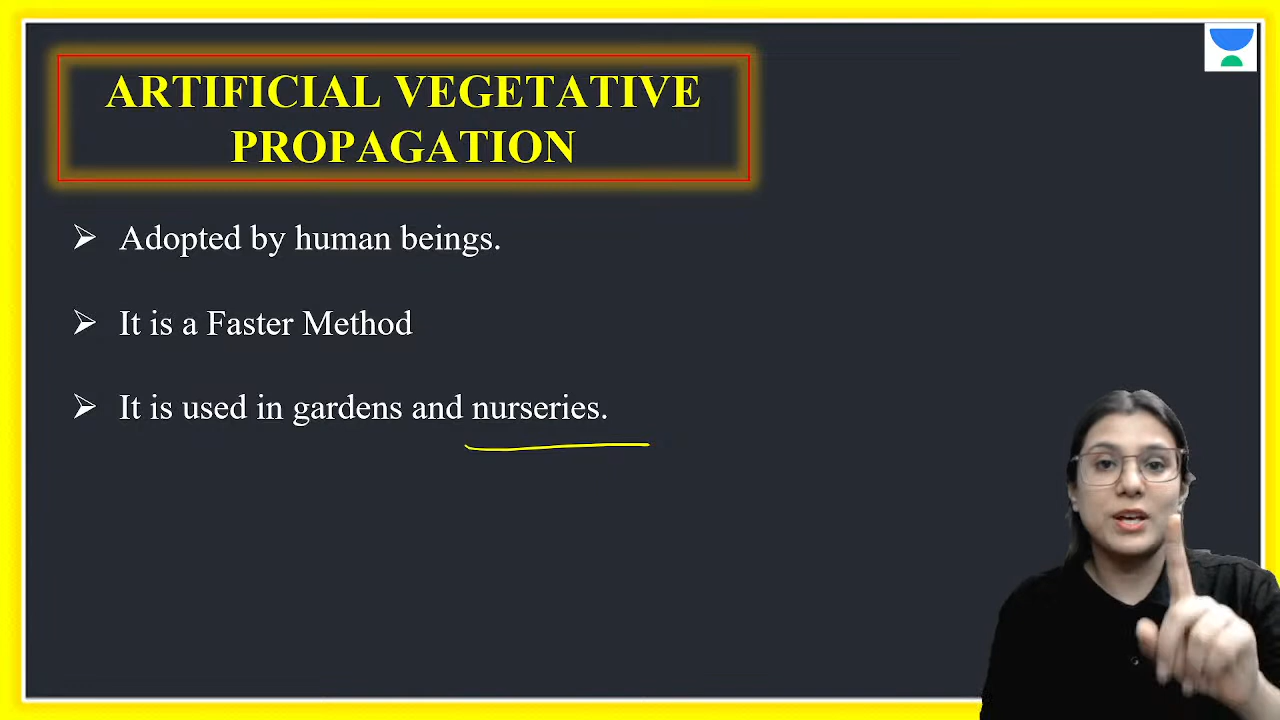 ARTIFICIAL VEGETATIVE
PROPAGATION
Adopted by human beings.
It is a Faster Method
It is used in gardens and nurseries.